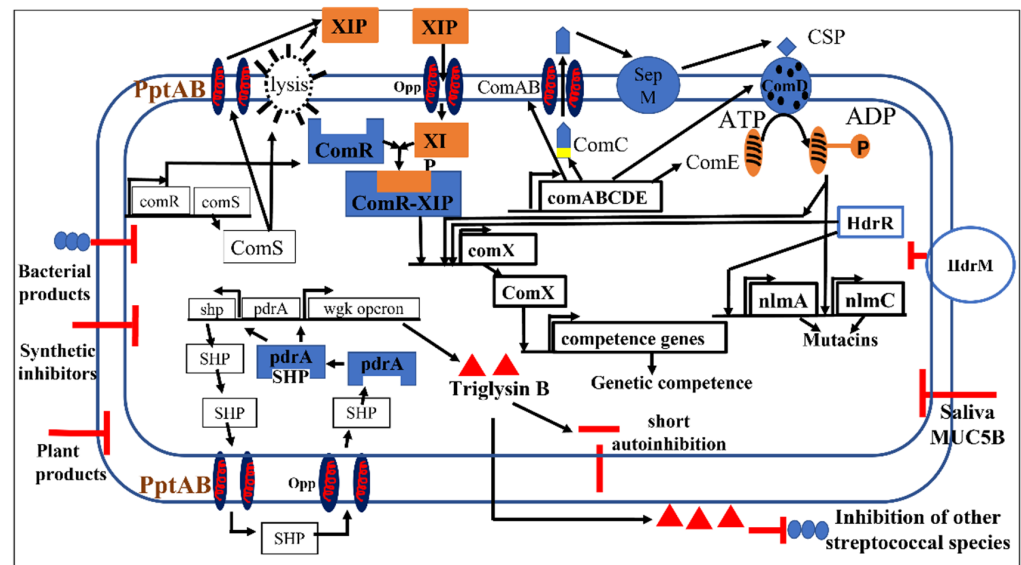 XIP
XIP
CSP
PptAB
lysis
Opp
ComAB
Sep
M
ComD
ATP
ADP
ComR
XI
P
ComC
ComE
P
comR
comS
ComR-XIP
comABCDE
ComS
HdrR
comX
HdrM
Bacterial
products
ComX
nlmA
nlmC
shp
pdrA
wgk operon
Mutacins
competence genes
Synthetic
inhibitors
SHP
pdrA
SHP
pdrA
Triglysin B
Genetic competence
SHP
SHP
short
autoinhibition
Saliva
MUC5B
Plant
products
PptAB
Opp
SHP
Inhibition of other
streptococcal species